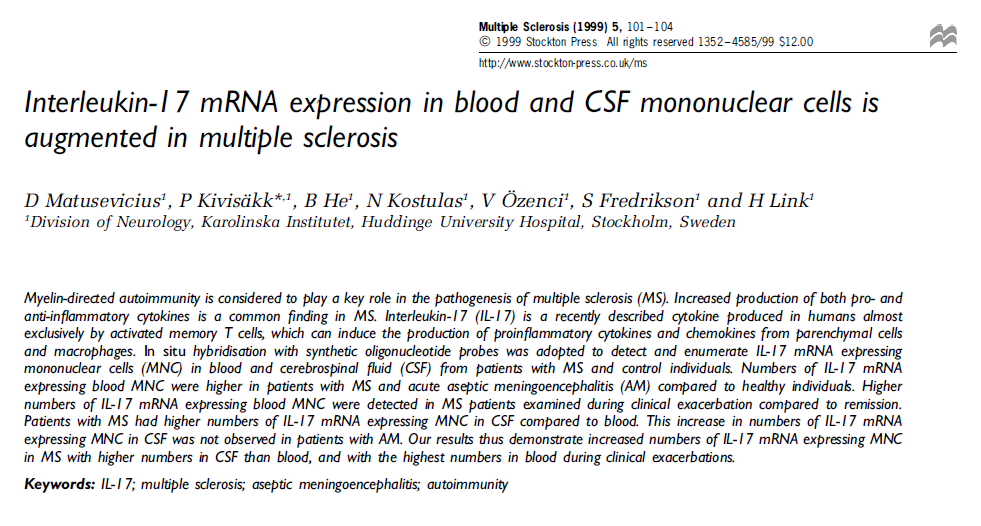 Multiple Sclerosis (1999) 5, 101–104
© 1999 Stockton Press All rights reserved 1352–4585/99 $12.00
http://www.stockton-press.co.uk/ms
Interleukin-17 mRNA expression in blood and CSF mononuclear cells is
augmented in multiple sclerosis
D Matusevicius¹, P Kivisäkk*,¹, B He¹, N Kostulas¹, V Özenci¹, S Fredrikson¹ and H Link¹
¹Division of Neurology, Karolinska Institutet, Huddinge University Hospital, Stockholm, Sweden
Myelin-directed autoimmunity is considered to play a key role in the pathogenesis of multiple sclerosis (MS). Increased production of both pro- and
anti-inflammatory cytokines is a common finding in MS. Interleukin-17 (IL-17) is a recently described cytokine produced in humans almost
exclusively by activated memory T cells, which can induce the production of proinflammatory cytokines and chemokines from parenchymal cells
and macrophages. In situ hybridisation with synthetic oligonucleotide probes was adopted to detect and enumerate IL-17 mRNA expressing
mononuclear cells (MNC) in blood and cerebrospinal fluid (CSF) from patients with MS and control individuals. Numbers of IL-17 mRNA
expressing blood MNC were higher in patients with MS and acute aseptic meningoencephalitis (AM) compared to healthy individuals. Higher
numbers of IL-17 mRNA expressing blood MNC were detected in MS patients examined during clinical exacerbation compared to remission.
Patients with MS had higher numbers of IL-17 mRNA expressing MNC in CSF compared to blood. This increase in numbers of IL-17 mRNA
expressing MNC in CSF was not observed in patients with AM. Our results thus demonstrate increased numbers of IL-17 mRNA expressing MNC
in MS with higher numbers in CSF than blood, and with the highest numbers in blood during clinical exacerbations.
Keywords: IL-17; multiple sclerosis; aseptic meningoencephalitis; autoimmunity